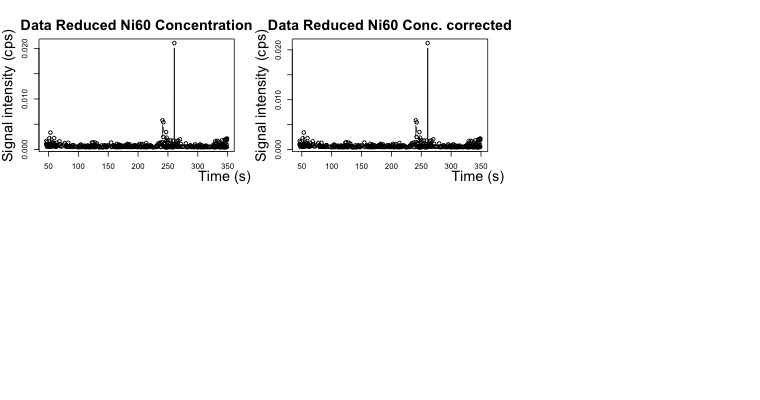 Data Reduced Ni60 Concentration
Signal intensity (cps)
0.000
0.010
0.020
50 100 150 200 250 300 350
Time (s)
Data Reduced Ni60 Conc. corrected
Signal intensity (cps)
0.000
0.010
0.020
50 100 150 200 250 300 350
Time (s)